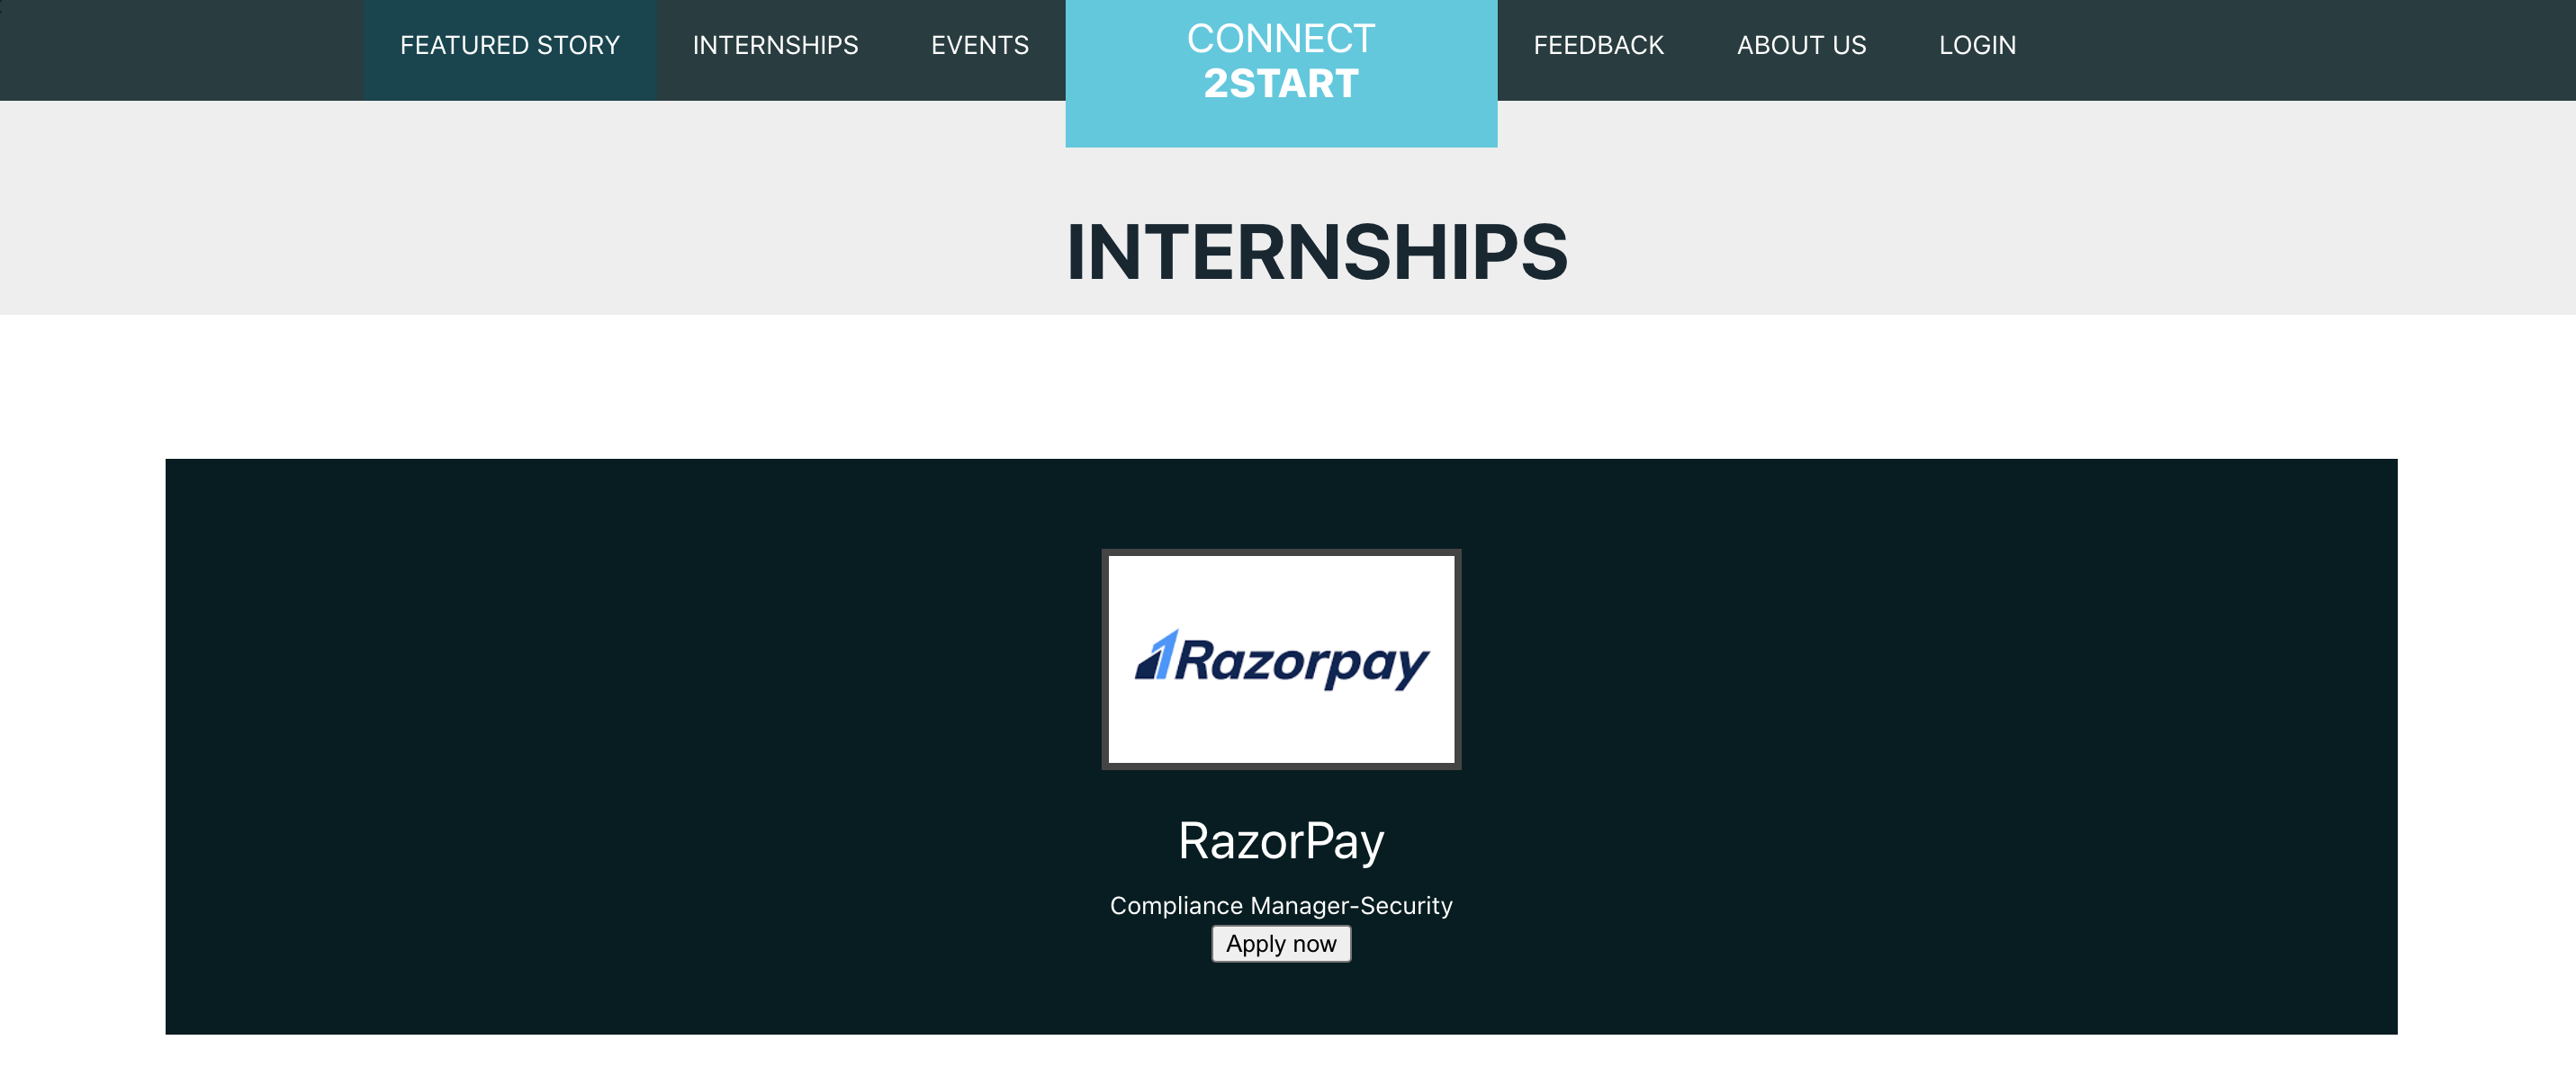 FEATURED STORY
INTERNSHIPS
EVENTS
CONNECT
2START
FEEDBACK
ABOUT US
LOGIN
INTERNSHIPS
Razorpay
RazorPay
Compliance Manager-Security
Apply now